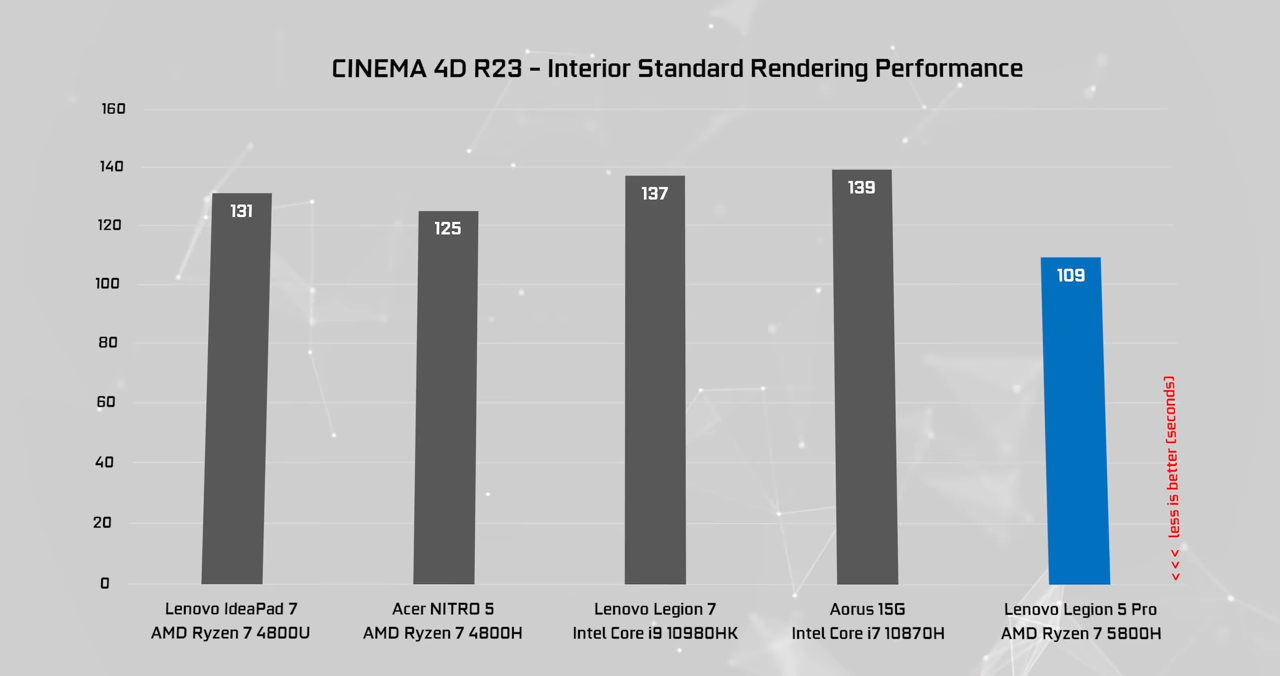 CINEMA 4D R23 - Interior Standard Rendering Performance
160
140
120
100
80
60
40
20
0
131
125
137
139
109
<<< less is better (seconds)
Lenovo IdeaPad 7
AMD Ryzen 7 4800U
Acer NITRO 5
AMD Ryzen 7 4800H
Lenovo Legion 7
Intel Core i9 10980HK
Aorus 15G
Intel Core i7 10870H
Lenovo Legion 5 Pro
AMD Ryzen 7 5800H